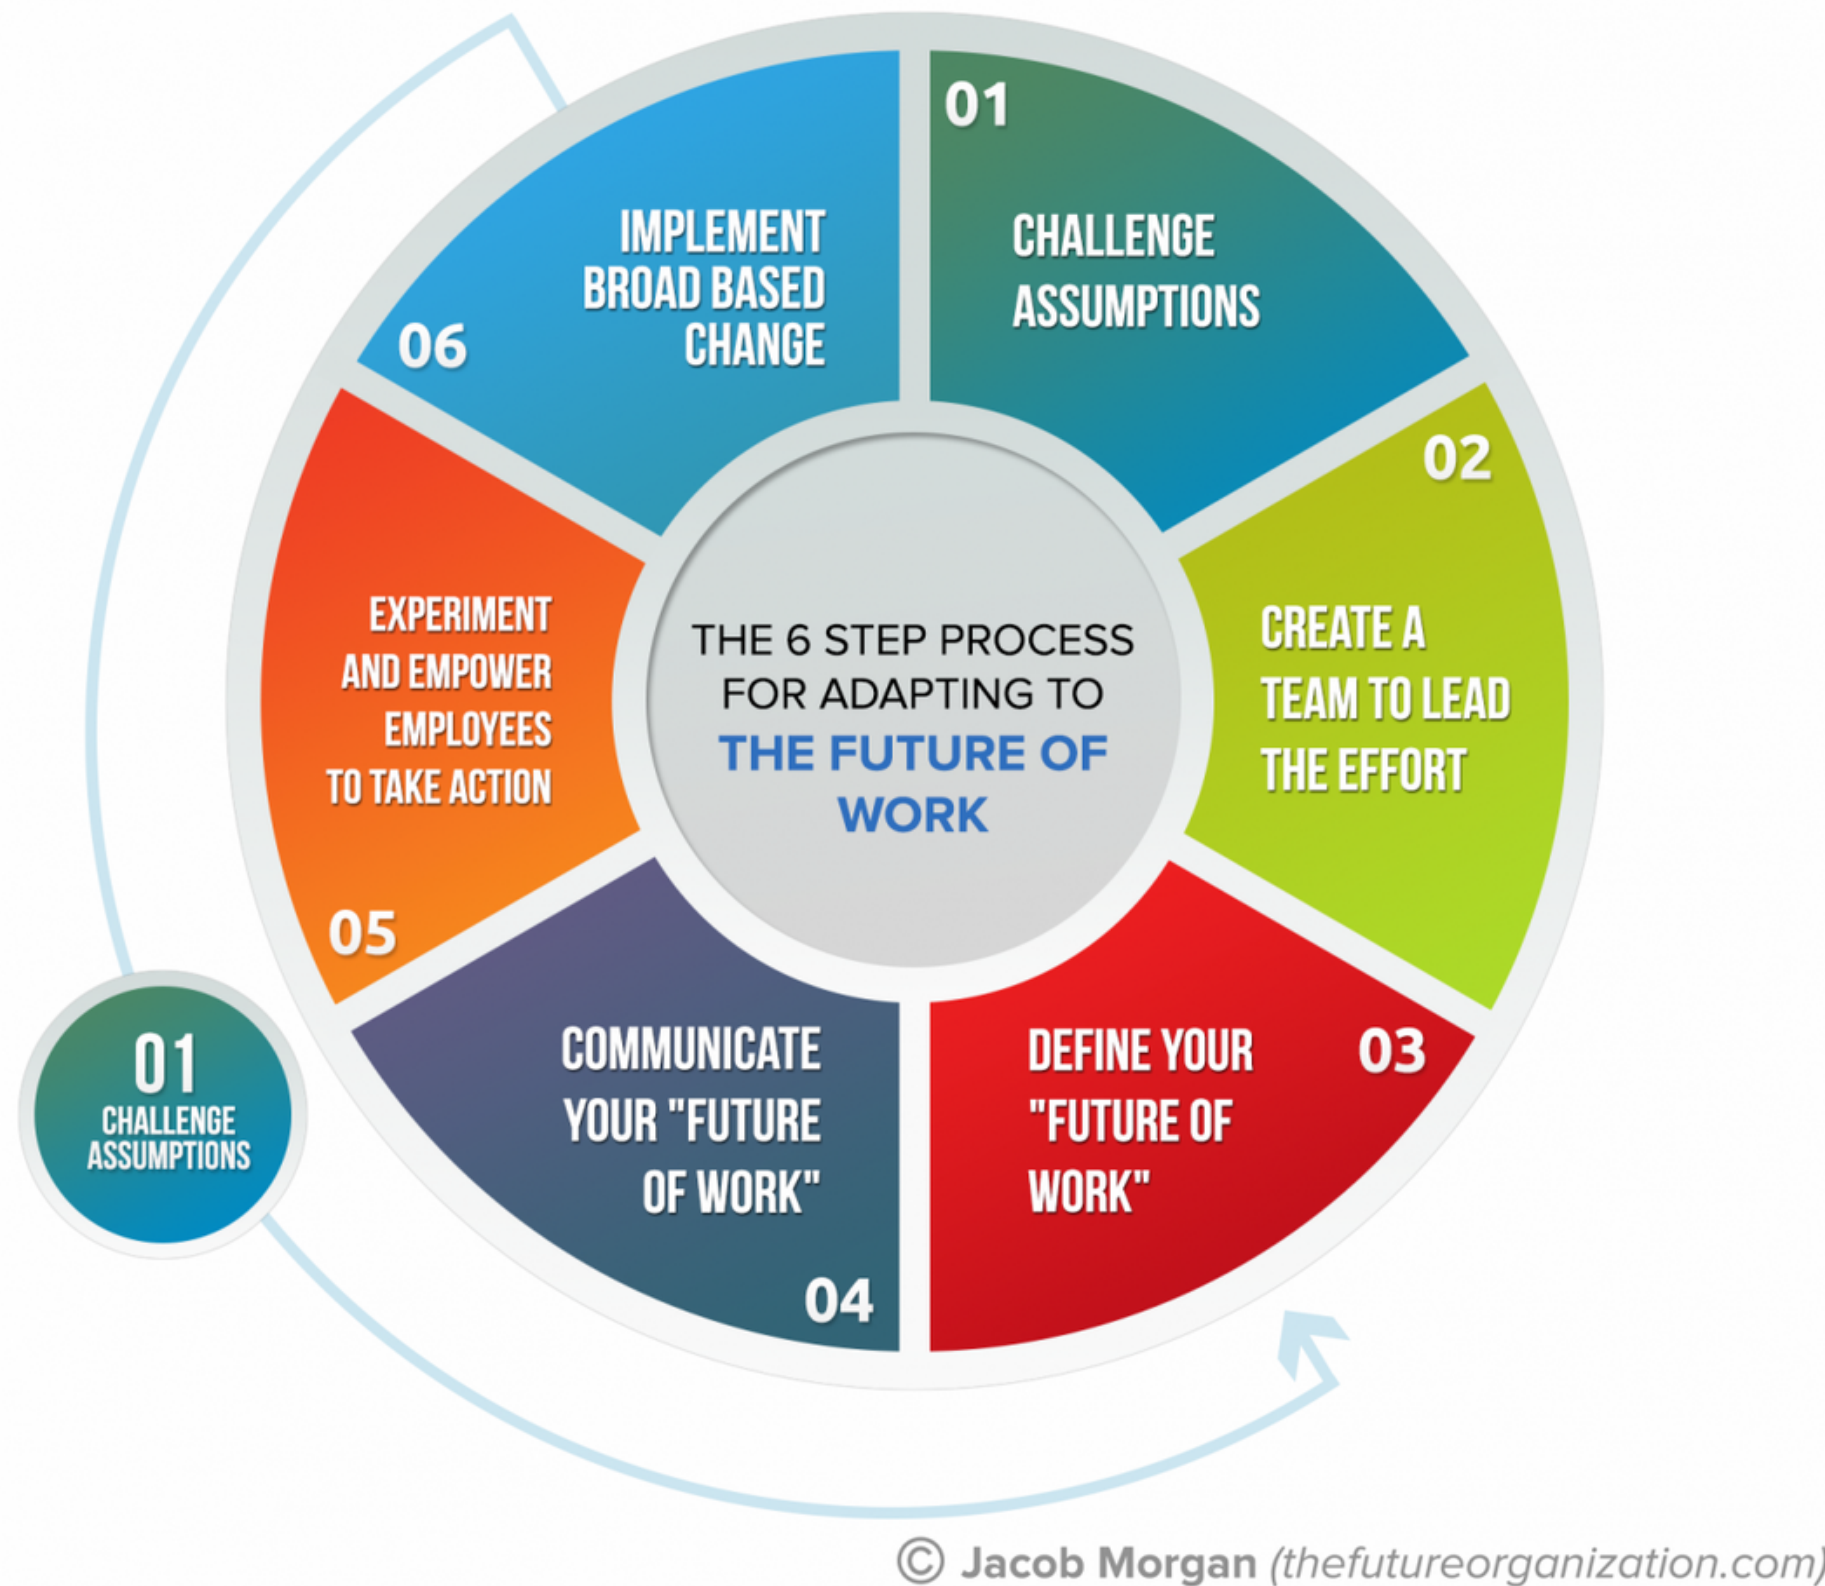 01
CHALLENGE
ASSUMPTIONS
02
CREATE A
TEAM TO LEAD
THE EFFORT
03
DEFINE YOUR
"FUTURE OF
WORK"
04
COMMUNICATE
YOUR "FUTURE
OF WORK"
05
EXPERIMENT
AND EMPOWER
EMPLOYEES
TO TAKE ACTION
06
IMPLEMENT
BROAD BASED
CHANGE
THE 6 STEP PROCESS
FOR ADAPTING TO
THE FUTURE OF
WORK
01
CHALLENGE
ASSUMPTIONS
© Jacob Morgan (thefutureorganization.com)